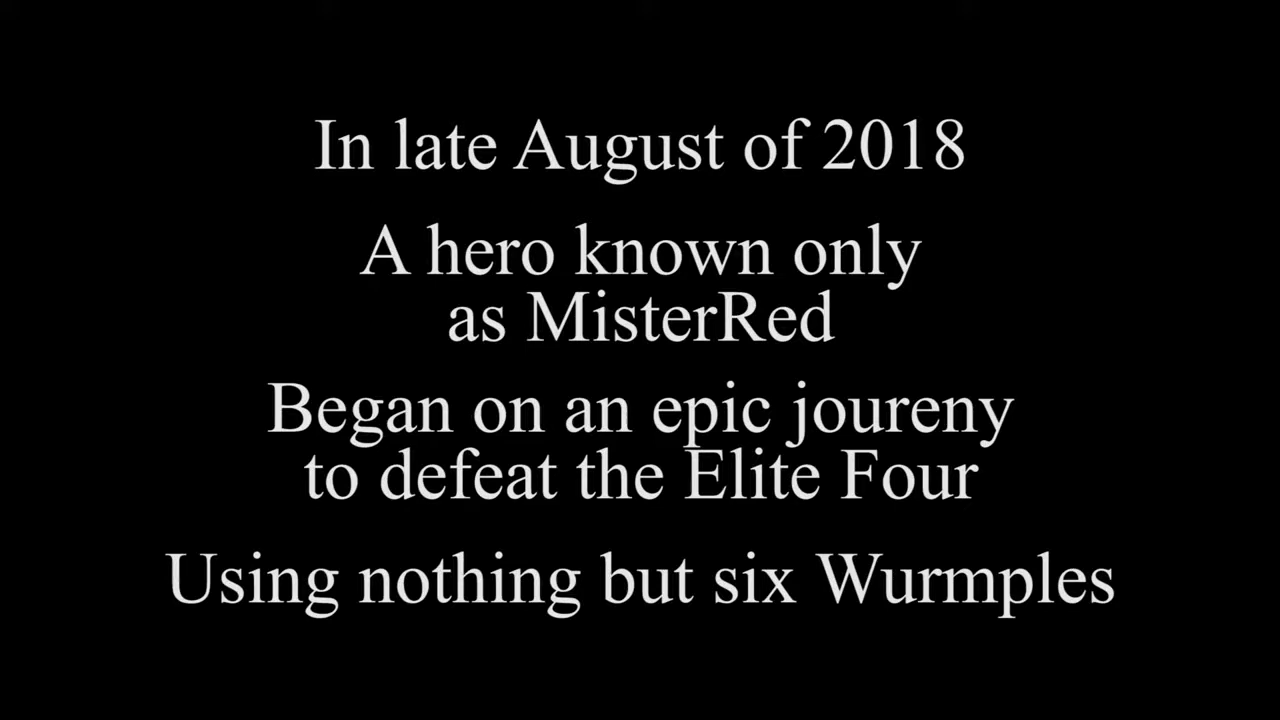 In late August of 2018
A hero known only
as MisterRed
Began on an epic joureny
to defeat the Elite Four
Using nothing but six Wurmples